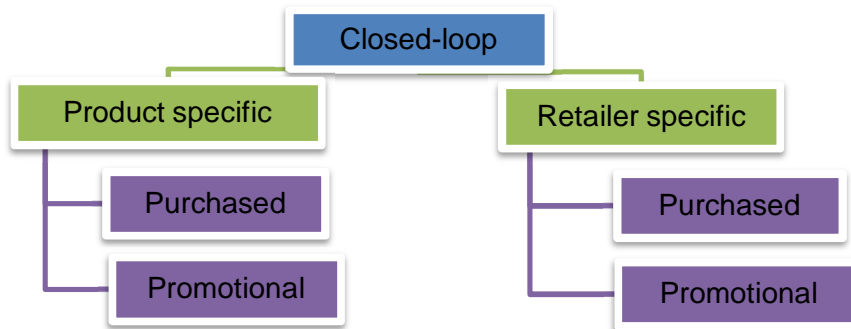 Closed-loop
Product specific
Retailer specific
Purchased
Purchased
Promotional
Promotional